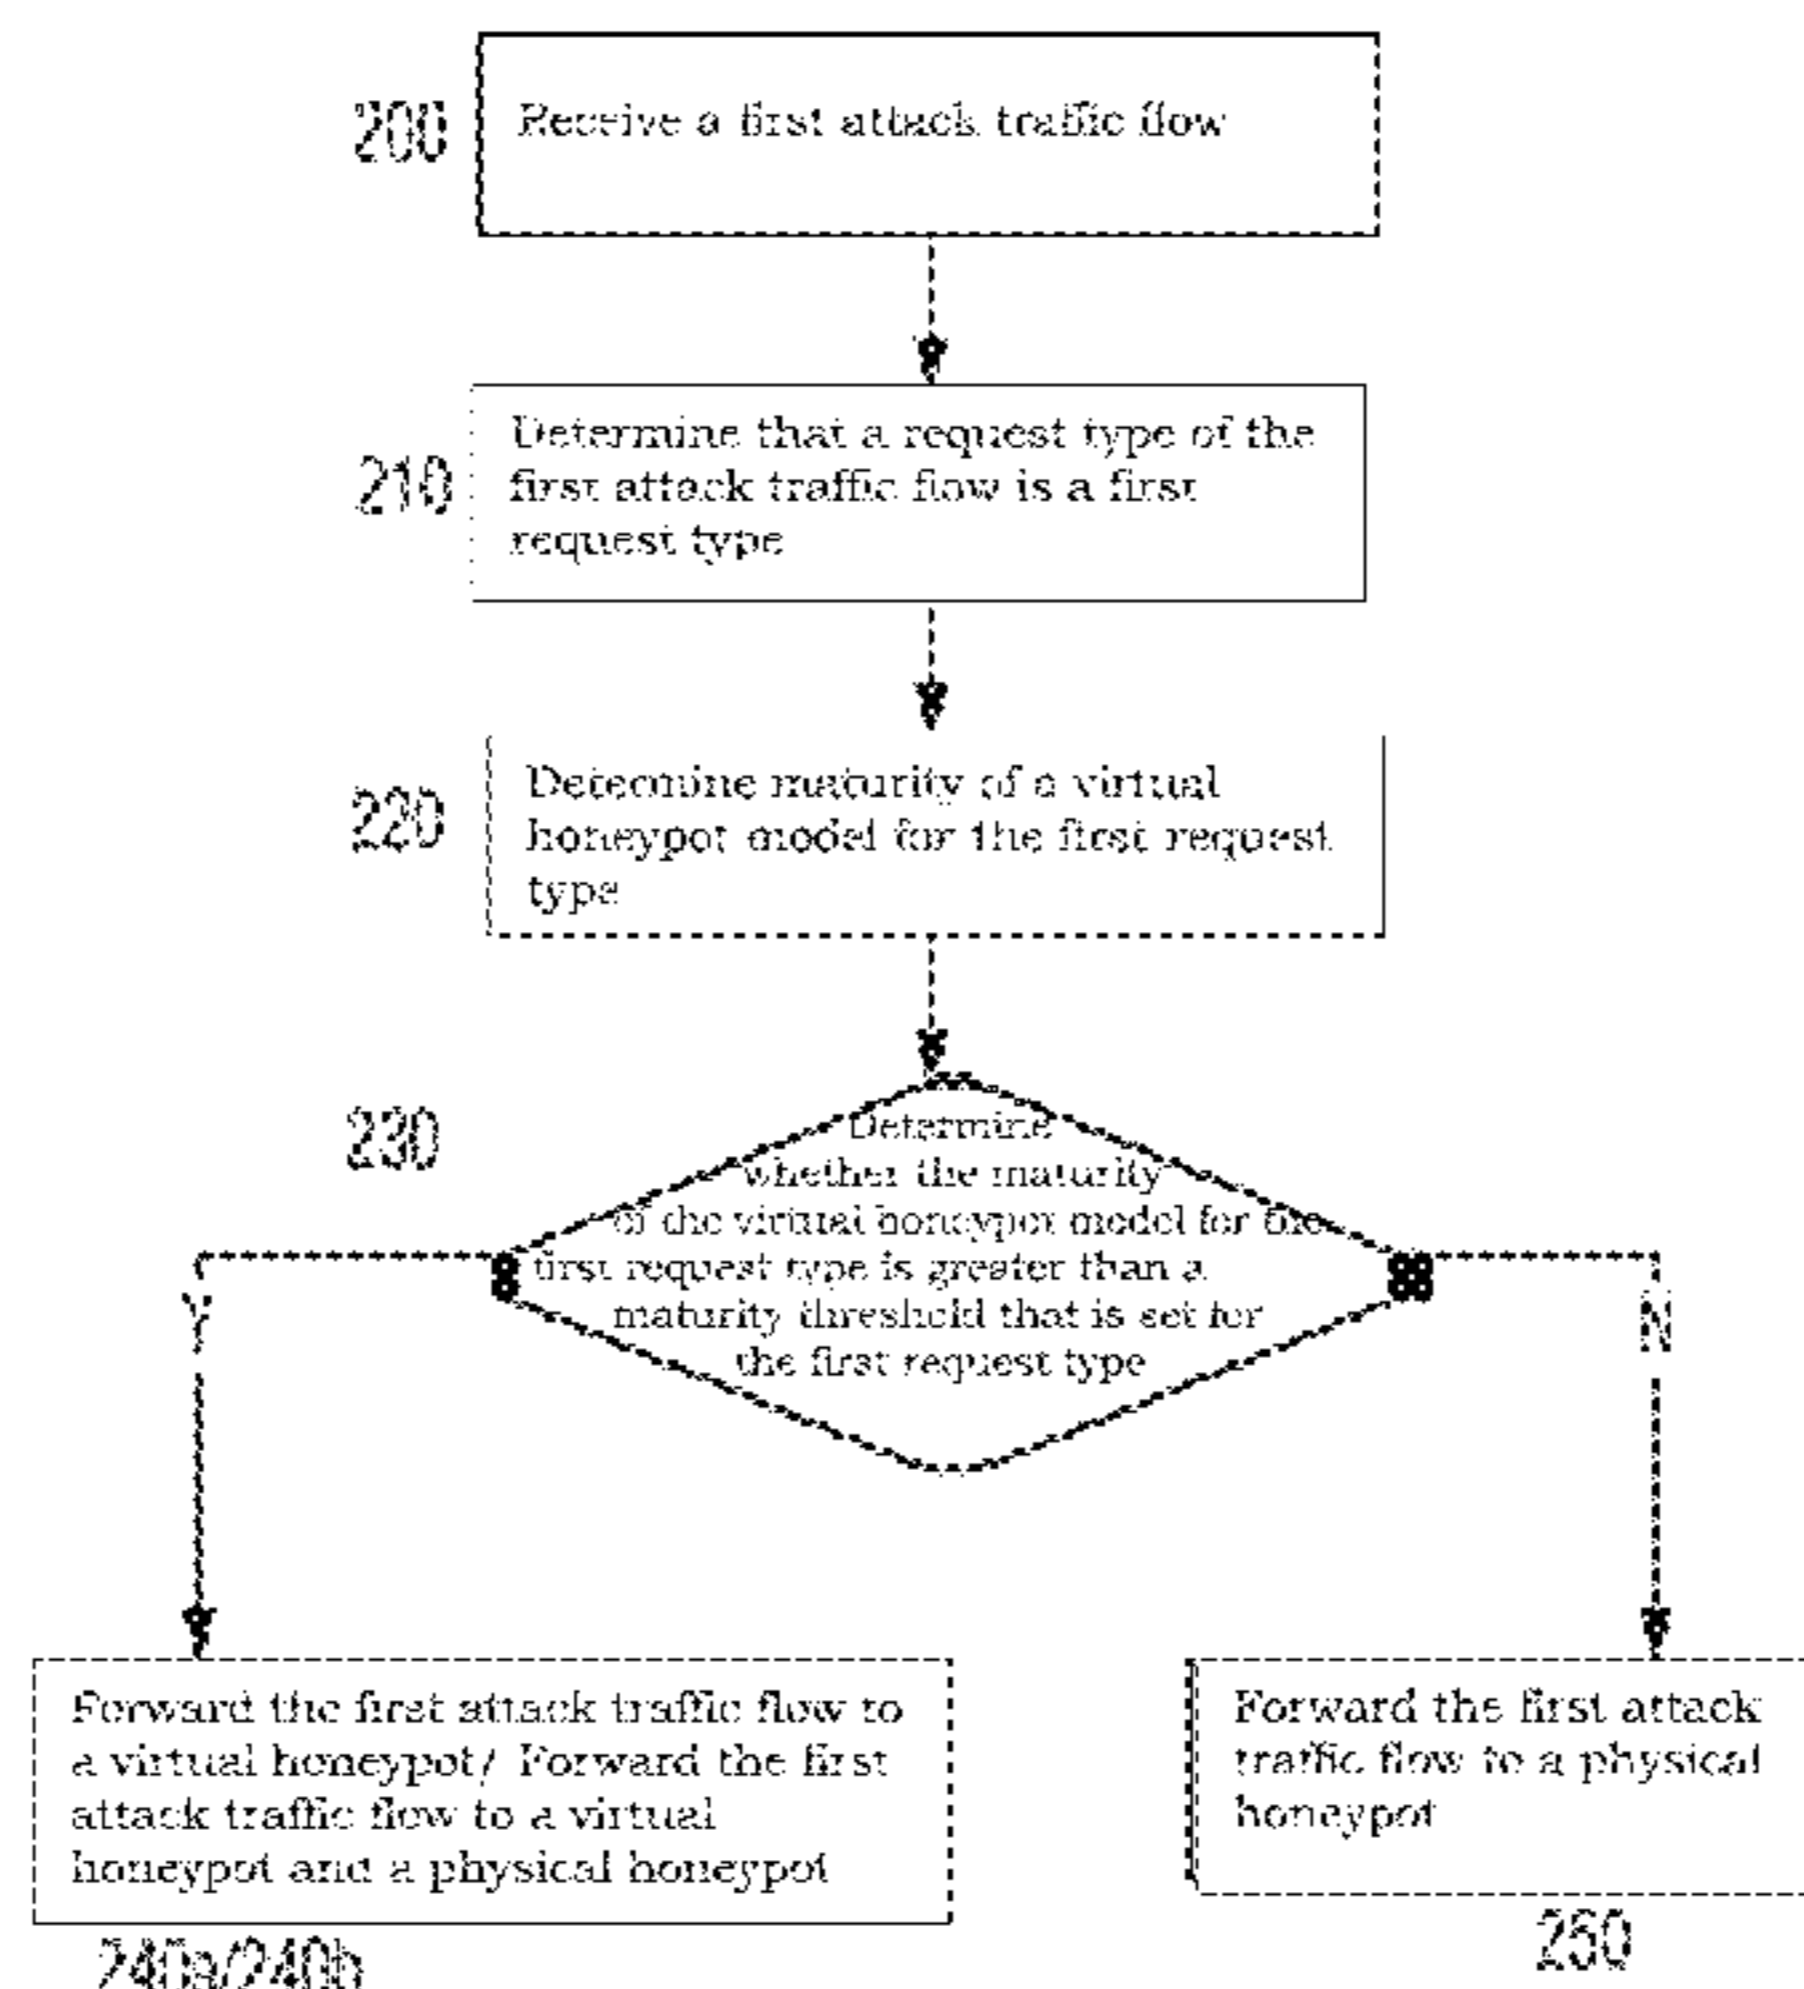 200
Receive a first attack traffic flow
210
Determine that a request type of the
first attack traffic flow is a first
request type
220
Determine maturity of a virtual
honeypot model for the first request
type
230
Determine
whether the maturity
of the virtual honeypot model for the
first request type is greater than a
maturity threshold that is set for
the first request type
Y
N
Forward the first attack traffic flow to
a virtual honeypot/ Forward the first
attack traffic flow to a virtual
honeypot and a physical honeypot
240a/240b
Forward the first attack
traffic flow to a physical
honeypot